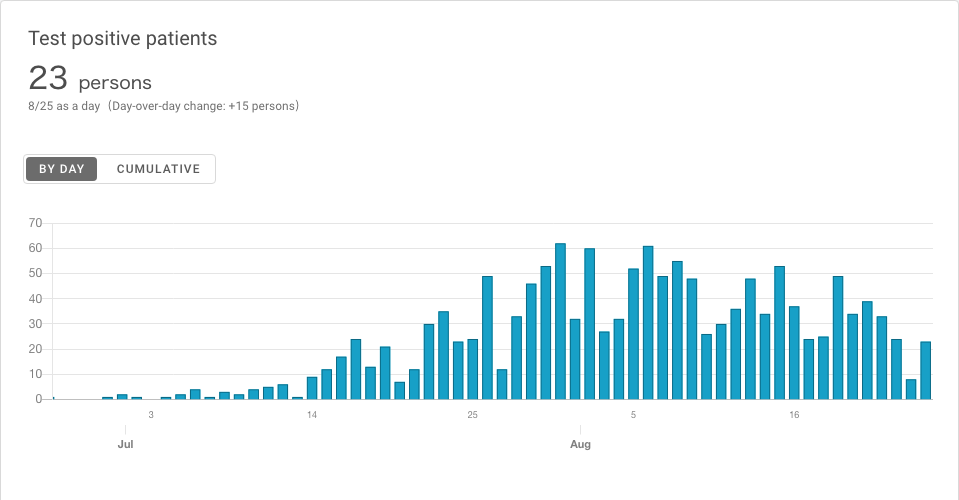 Test positive patients
23 persons
8/25 as a day（Day-over-day change: +15 persons）
BY DAY CUMULATIVE
70
60
50
40
30
20
10
0
3 14 25 5 16
Jul Aug